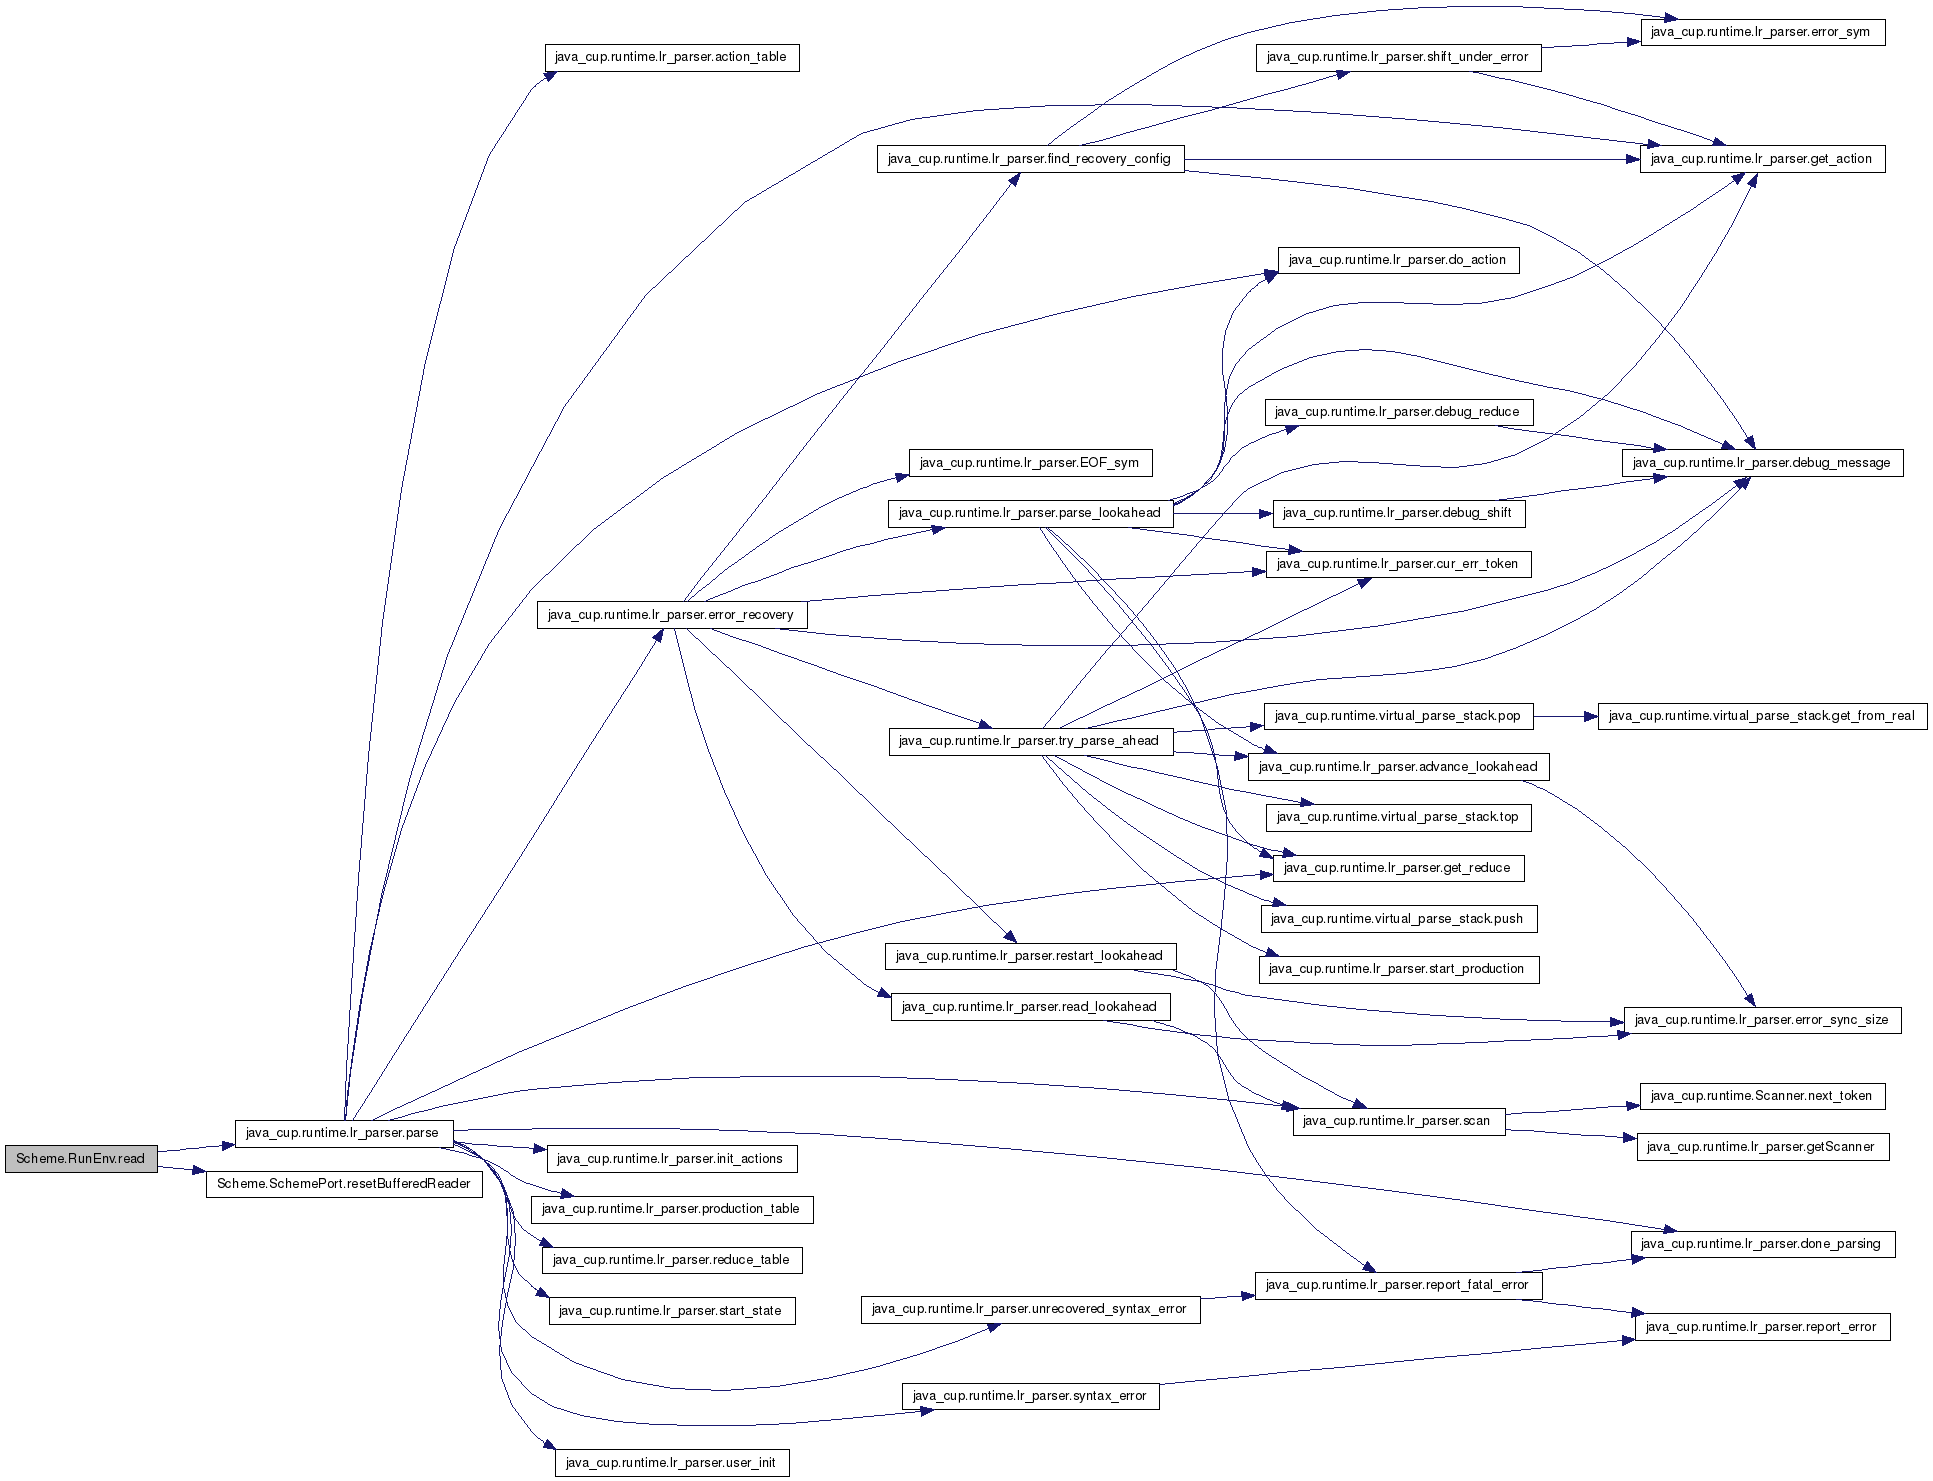 java_cup.runtime.lr_parser.error_sym
java_cup.runtime.lr_parser.action_table
java_cup.runtime.lr_parser.shift_under_error
java_cup.runtime.lr_parser.find_recovery_config
java_cup.runtime.lr_parser.get_action
java_cup.runtime.lr_parser.do_action
java_cup.runtime.lr_parser.debug_reduce
java_cup.runtime.lr_parser.EOF_sym
java_cup.runtime.lr_parser.debug_message
java_cup.runtime.lr_parser.parse_lookahead
java_cup.runtime.lr_parser.debug_shift
java_cup.runtime.lr_parser.cur_err_token
java_cup.runtime.lr_parser.error_recovery
java_cup.runtime.virtual_parse_stack.pop
java_cup.runtime.virtual_parse_stack.get_from_real
java_cup.runtime.lr_parser.try_parse_ahead
java_cup.runtime.lr_parser.advance_lookahead
java_cup.runtime.virtual_parse_stack.top
java_cup.runtime.lr_parser.get_reduce
java_cup.runtime.virtual_parse_stack.push
java_cup.runtime.lr_parser.restart_lookahead
java_cup.runtime.lr_parser.start_production
java_cup.runtime.lr_parser.read_lookahead
java_cup.runtime.lr_parser.error_sync_size
java_cup.runtime.Scanner.next_token
java_cup.runtime.lr_parser.scan
java_cup.runtime.lr_parser.parse
java_cup.runtime.lr_parser.getScanner
Scheme.RunEnv.read
java_cup.runtime.lr_parser.init_actions
Scheme.SchemePort.resetBufferedReader
java_cup.runtime.lr_parser.production_table
java_cup.runtime.lr_parser.done_parsing
java_cup.runtime.lr_parser.reduce_table
java_cup.runtime.lr_parser.report_fatal_error
java_cup.runtime.lr_parser.start_state
java_cup.runtime.lr_parser.unrecovered_syntax_error
java_cup.runtime.lr_parser.report_error
java_cup.runtime.lr_parser.syntax_error
java_cup.runtime.lr_parser.user_init